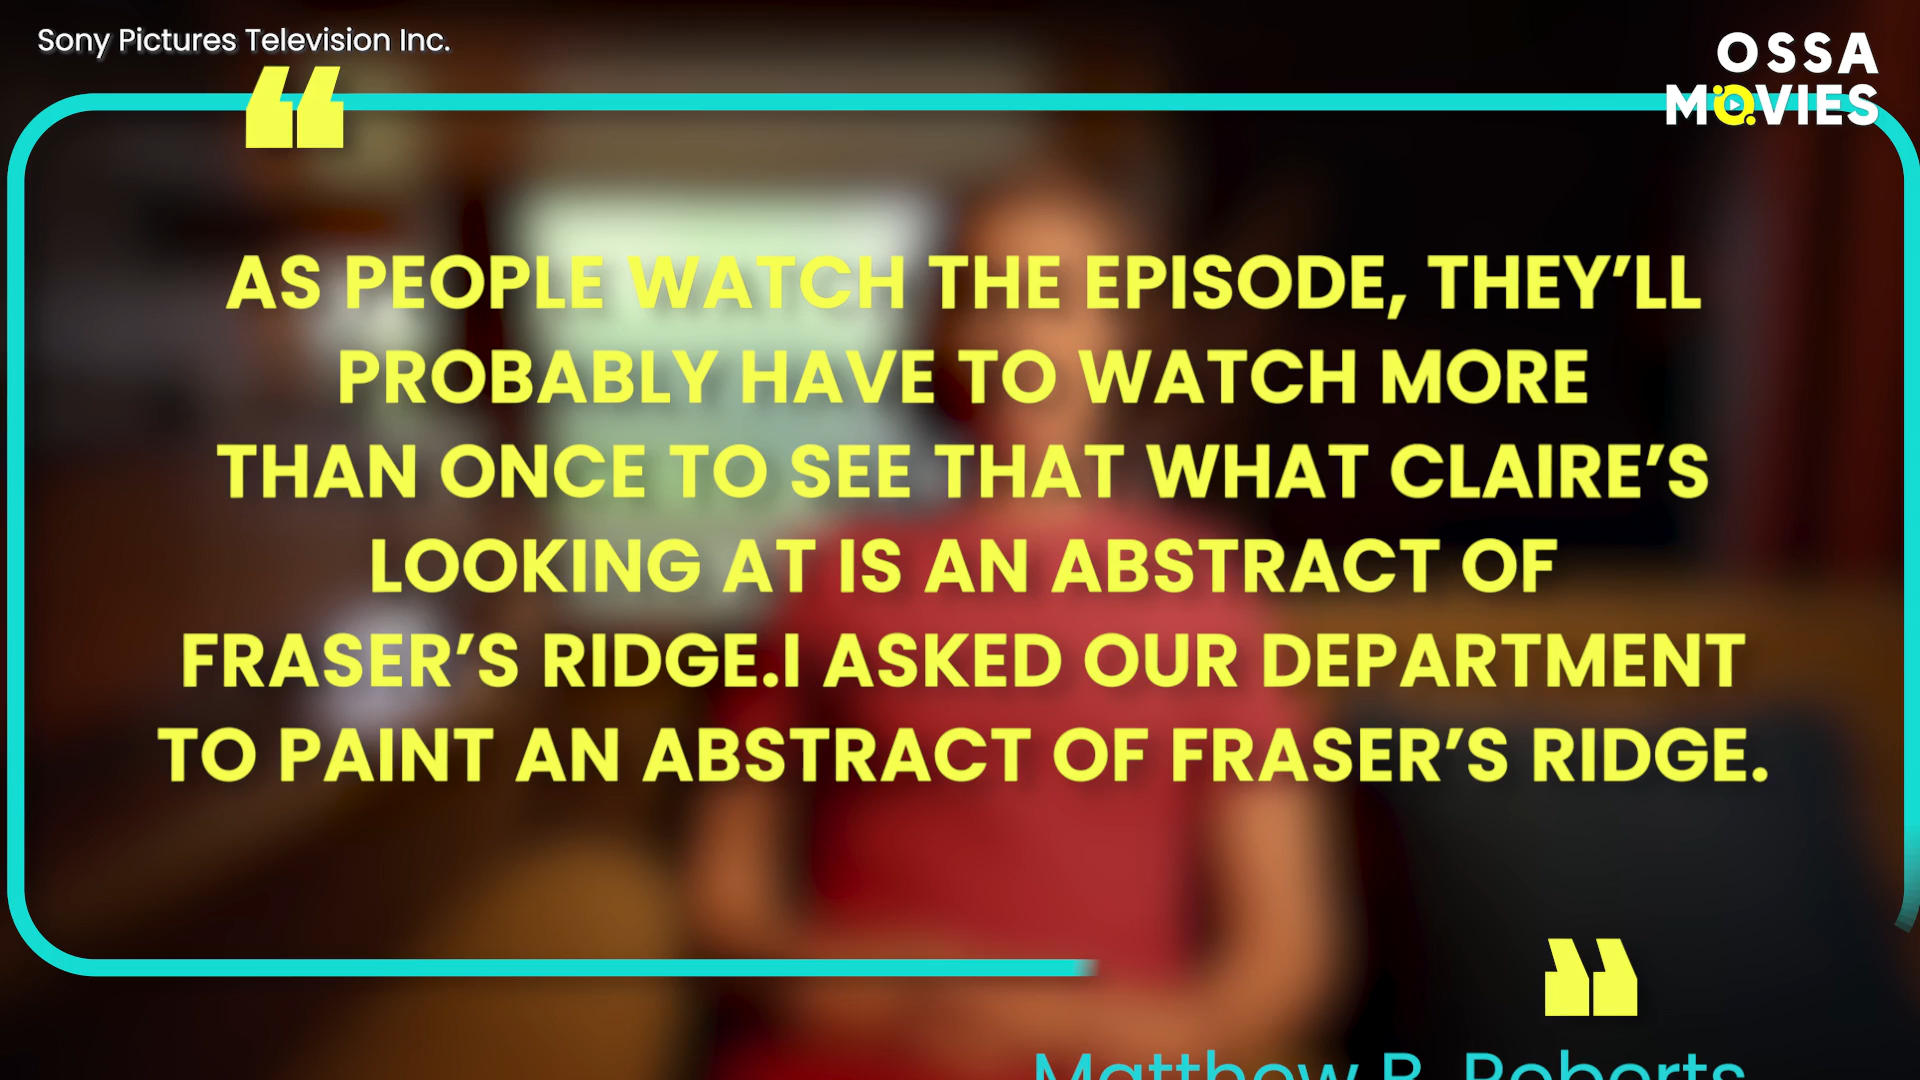 Sony Pictures Television Inc.
OSSA
MOVIES
“
AS PEOPLE WATCH THE EPISODE, THEY’LL
PROBABLY HAVE TO WATCH MORE
THAN ONCE TO SEE THAT WHAT CLAIRE’S
LOOKING AT IS AN ABSTRACT OF
FRASER’S RIDGE.I ASKED OUR DEPARTMENT
TO PAINT AN ABSTRACT OF FRASER’S RIDGE.
”
Matthew B. Roberts